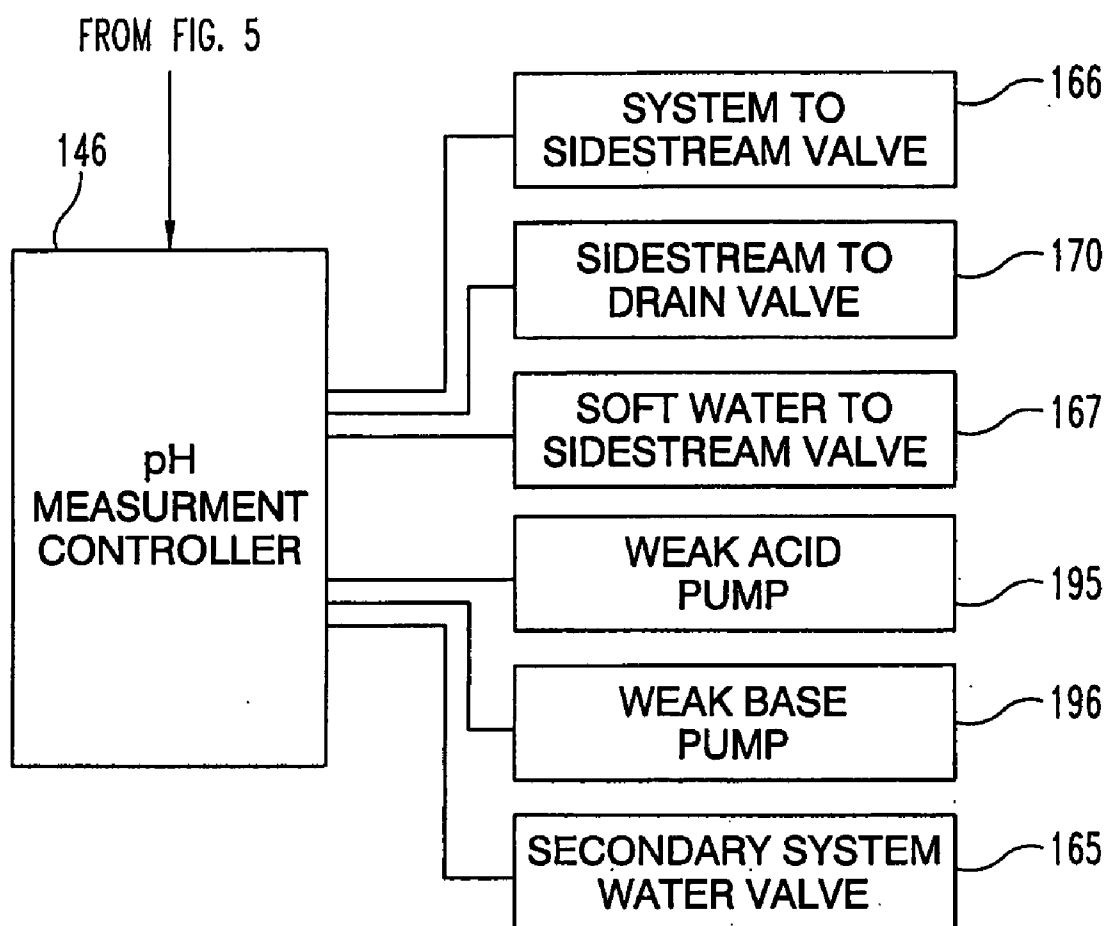 FROM FIG. 5
146
pH
MEASURMENT
CONTROLLER
SYSTEM TO
SIDESTREAM VALVE
166
SIDESTREAM TO
DRAIN VALVE
170
SOFT WATER TO
SIDESTREAM VALVE
167
WEAK ACID
PUMP
195
WEAK BASE
PUMP
196
SECONDARY SYSTEM
WATER VALVE
165